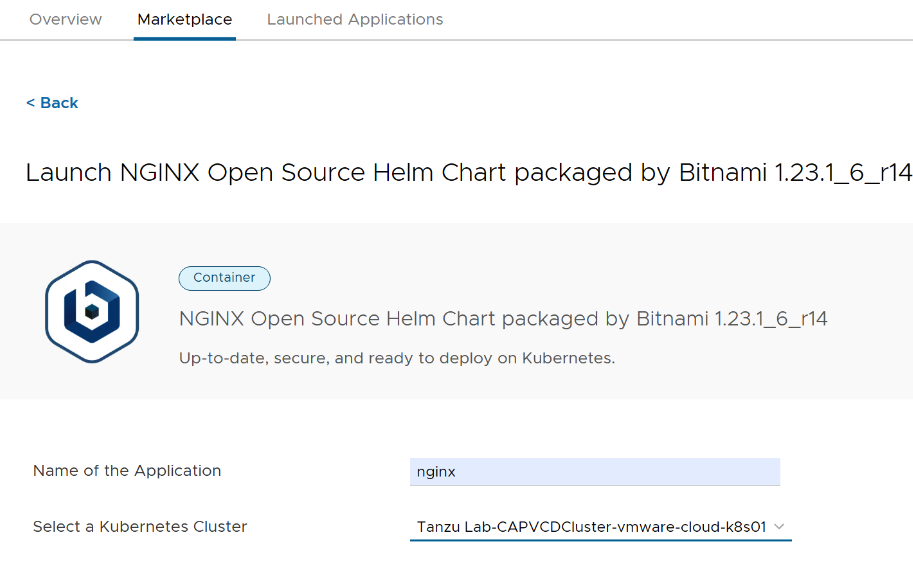 Overview Marketplace Launched Applications
< Back
Launch NGINX Open Source Helm Chart packaged by Bitnami 1.23.1_6_r14
Container
NGINX Open Source Helm Chart packaged by Bitnami 1.23.1_6_r14
Up-to-date, secure, and ready to deploy on Kubernetes.
Name of the Application nginx
Select a Kubernetes Cluster Tanzu Lab-CAPVCDCluster-vmware-cloud-k8s01